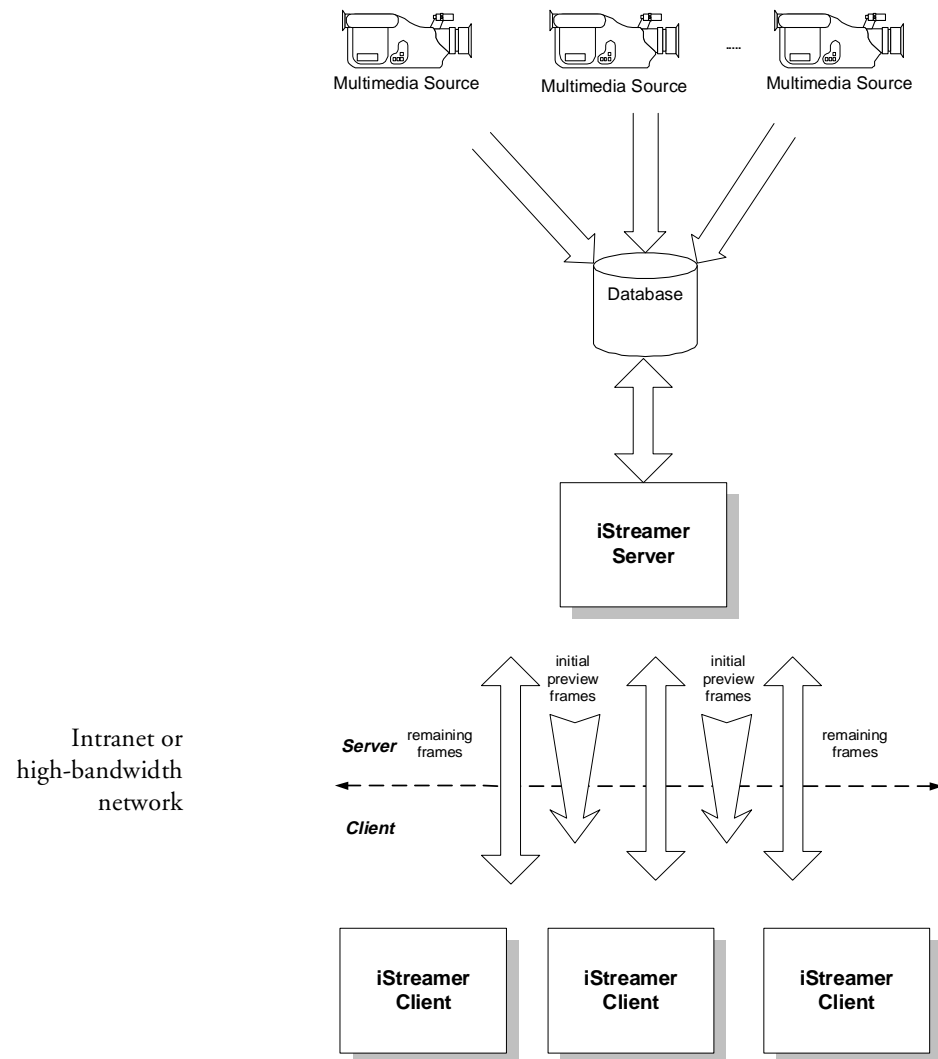 Multimedia Source
Multimedia Source
.....
Multimedia Source
Database
iStreamer
Server
initial
preview
frames
initial
preview
frames
Intranet or
high-bandwidth
network
Server
remaining
frames
remaining
frames
Client
iStreamer
Client
iStreamer
Client
iStreamer
Client